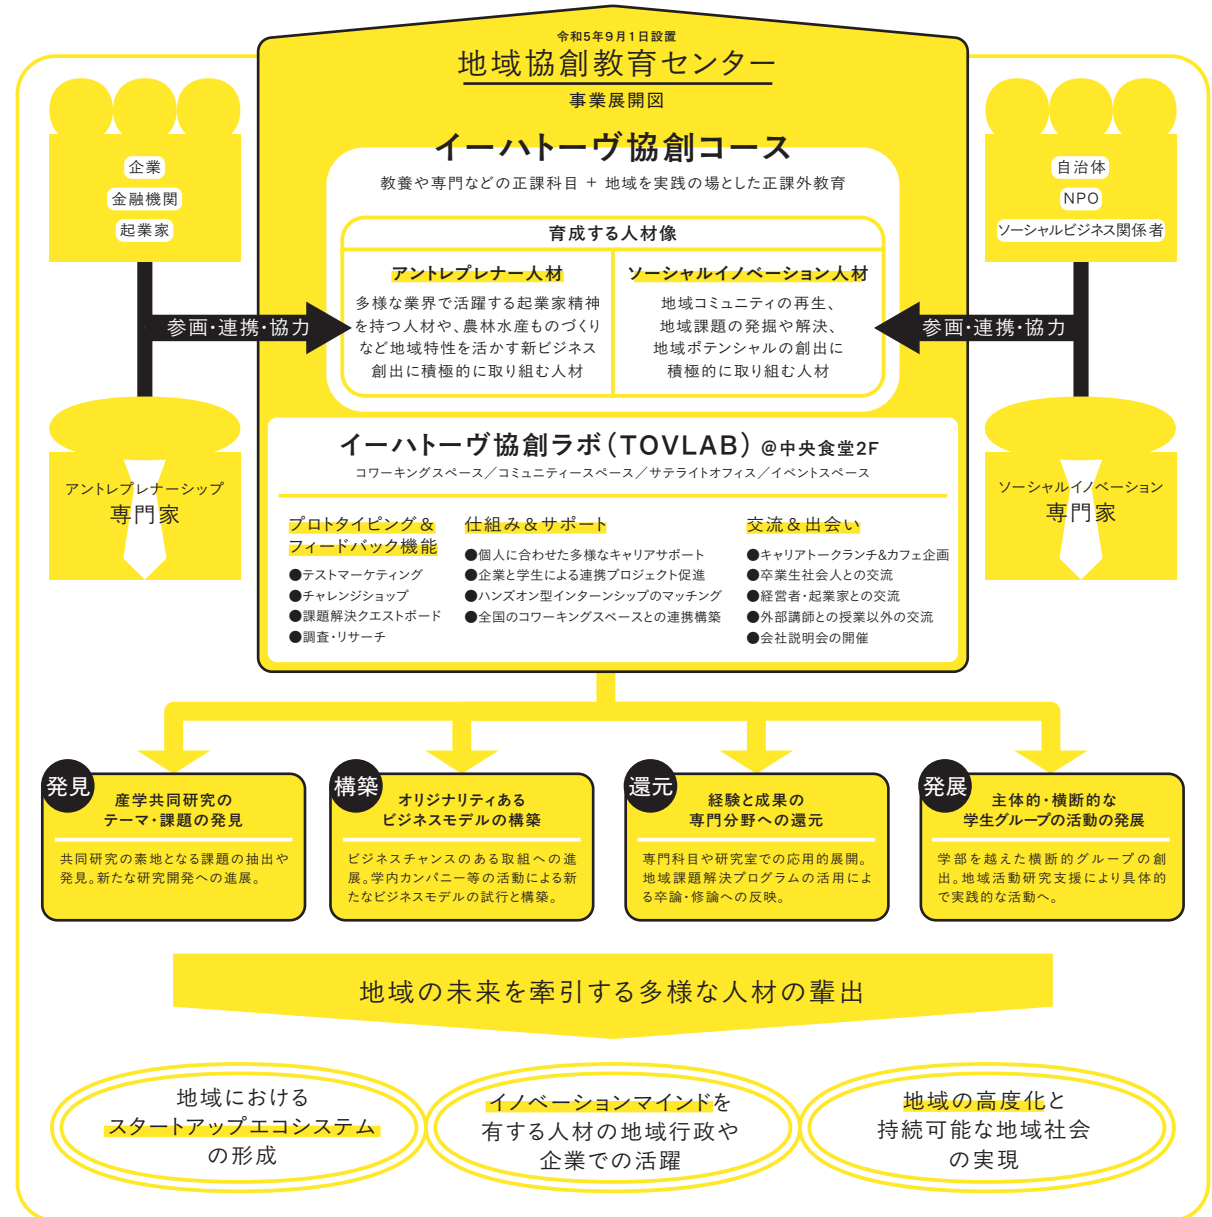 令和5年9月1日設置
地域協創教育センター
事業展開図
イーハトーヴ協創コース
教養や専門などの正課科目 + 地域を実践の場とした正課外教育
育成する人材像
アントレプレナー人材
多様な業界で活躍する起業家精神
を持つ人材や、農林水産ものづくり
など地域特性を活かす新ビジネス
創出に積極的に取り組む人材
ソーシャルイノベーション人材
地域コミュニティの再生、
地域課題の発掘や解決、
地域ポテンシャルの創出に
積極的に取り組む人材
企業
金融機関
起業家
参画・連携・協力
アントレプレナーシップ
専門家
自治体
NPO
ソーシャルビジネス関係者
参画・連携・協力
ソーシャルイノベーション
専門家
イーハトーヴ協創ラボ(TOVLAB) @中央食堂2F
コワーキングスペース/コミュニティースペース/サテライトオフィス/イベントスペース
プロトタイピング&
フィードバック機能
●テストマーケティング
●チャレンジショップ
●課題解決クエストボード
●調査・リサーチ
仕組み&サポート
●個人に合わせた多様なキャリアサポート
●企業と学生による連携プロジェクト促進
●ハンズオン型インターンシップのマッチング
●全国のコワーキングスペースとの連携構築
交流&出会い
●キャリアトークランチ&カフェ企画
●卒業生社会人との交流
●経営者・起業家との交流
●外部講師との授業以外の交流
●会社説明会の開催
発見
産学共同研究の
テーマ・課題の発見
共同研究の素地となる課題の抽出や
発見。新たな研究開発への進展。
構築
オリジナリティある
ビジネスモデルの構築
ビジネスチャンスのある取組への進
展。学内カンパニー等の活動による新
たなビジネスモデルの試行と構築。
還元
経験と成果の
専門分野への還元
専門科目や研究室での応用的展開。
地域課題解決プログラムの活用によ
る卒論・修論への反映。
発展
主体的・横断的な
学生グループの活動の発展
学部を越えた横断的グループの創
出。地域活動研究支援により具体的
で実践的な活動へ。
地域の未来を牽引する多様な人材の輩出
地域における
スタートアップエコシステム
の形成
イノベーションマインドを
有する人材の地域行政や
企業での活躍
地域の高度化と
持続可能な地域社会
の実現